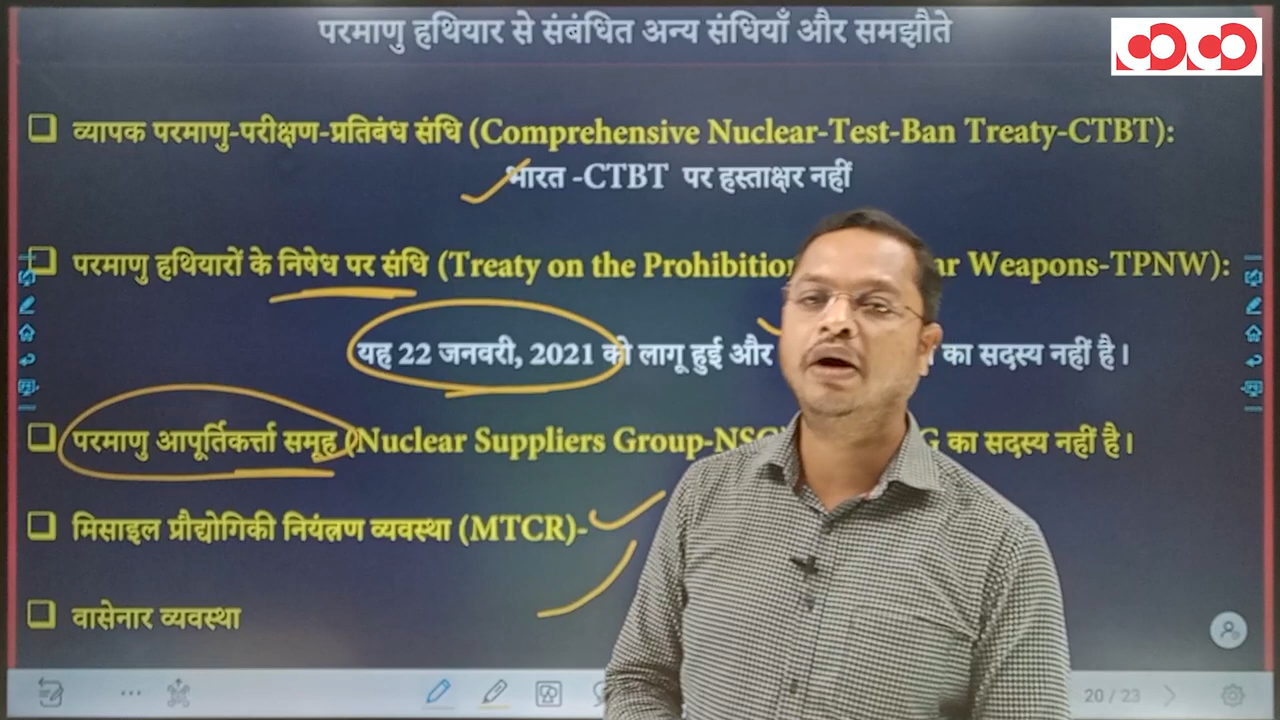 परमाणु हथियार से संबंधित अन्य संधियाँ और समझौते
व्यापक परमाणु-परीक्षण-प्रतिबंध संधि (Comprehensive Nuclear-Test-Ban Treaty-CTBT):
भारत -CTBT पर हस्ताक्षर नहीं
परमाणु हथियारों के निषेध पर संधि (Treaty on the Prohibition ar Weapons-TPNW):
यह 22 जनवरी, 2021 को लागू हुई और का सदस्य नहीं है।
परमाणु आपूर्तिकर्त्ता समूह (Nuclear Suppliers Group-NSG G का सदस्य नहीं है।
मिसाइल प्रौद्योगिकी नियंत्रण व्यवस्था (MTCR)-
वासेनार व्यवस्था
20 / 23